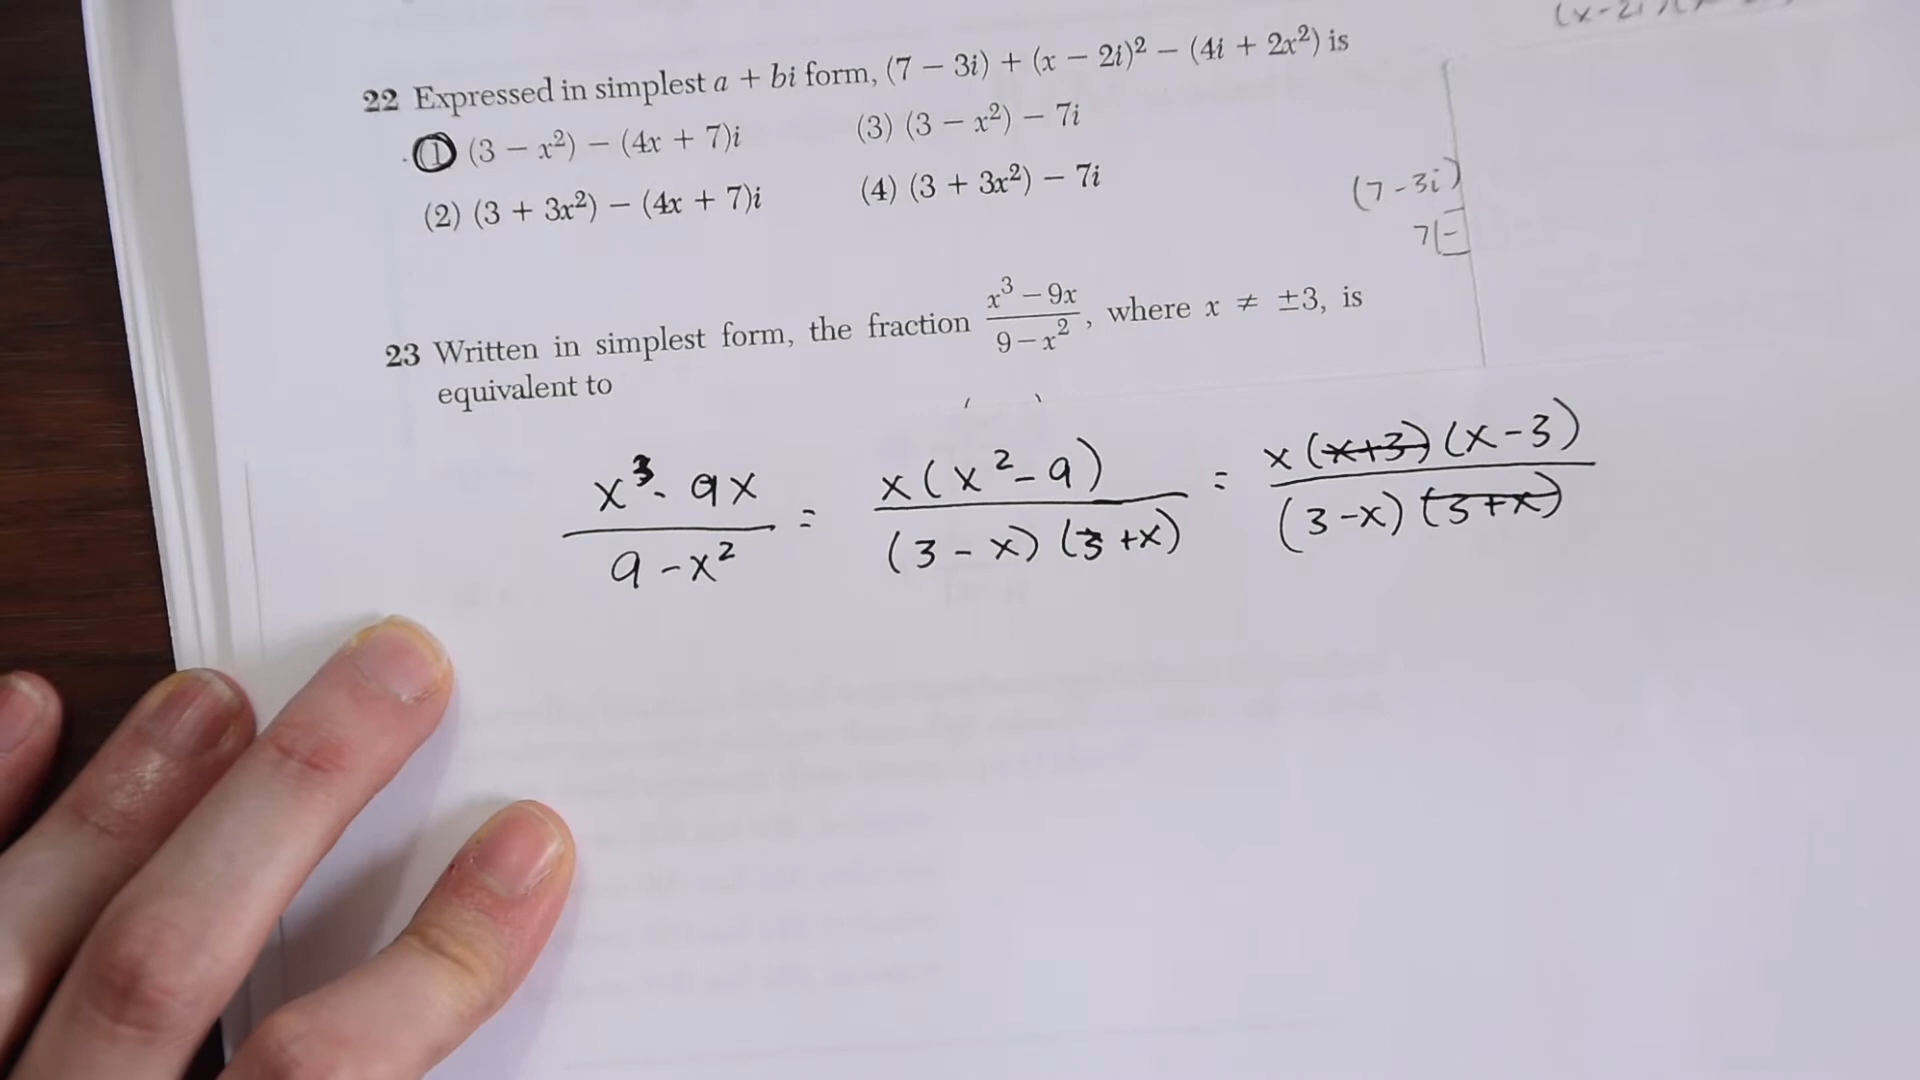 (x-2i)(x
22 Expressed in simplest a + bi form, (7 − 3i) + (x − 2i)² − (4i + 2x²) is
(1) (3 − x²) − (4x + 7)i (3) (3 − x²) − 7i
(2) (3 + 3x²) − (4x + 7)i (4) (3 + 3x²) − 7i
(7-3i)
7(-
23 Written in simplest form, the fraction (x³ − 9x)/(9 − x²), where x ≠ ±3, is
equivalent to
(x³ - 9x)/(9 - x²) = x(x² - 9)/((3 - x)(3 + x)) = x(x+3)(x-3)/((3-x)(3+x))